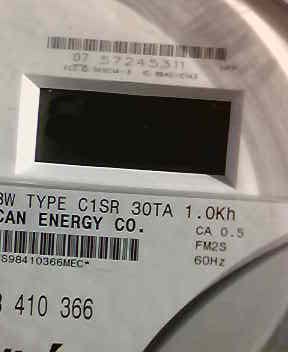 07 57245311
3W TYPE C1SR 30TA 1.0Kh
CAN ENERGY CO.
CA 0.5
FM2S
60Hz
S98410366MEC*
410 366